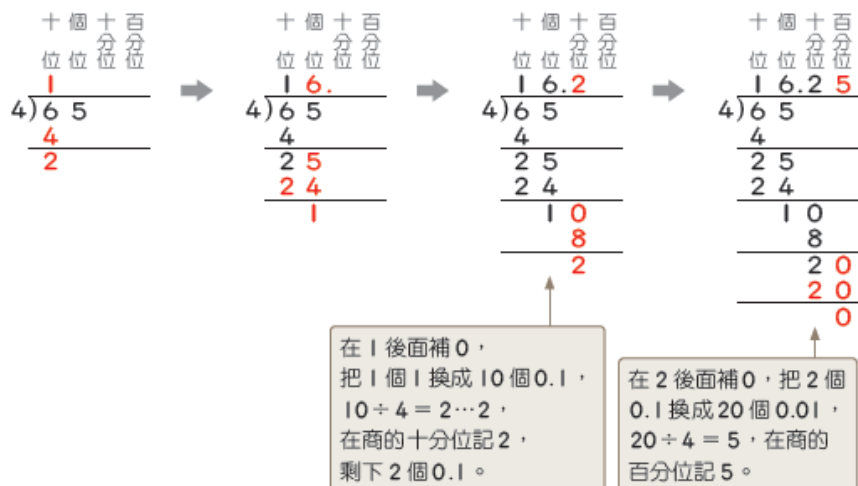 十 個 十分位 百分位
位 位
1
4)6 5
4
2
十 個 十分位 百分位
位 位
1 6.
4)6 5
4
2 5
2 4
1
十 個 十分位 百分位
位 位
1 6.2
4)6 5
4
2 5
2 4
1 0
8
2
十 個 十分位 百分位
位 位
1 6.2 5
4)6 5
4
2 5
2 4
1 0
8
2 0
2 0
0
在1後面補0，
把1個1換成10個0.1，
10÷4＝2…2，
在商的十分位記2，
剩下2個0.1。
在2後面補0，把2個
0.1換成20個0.01，
20÷4＝5，在商的
百分位記5。